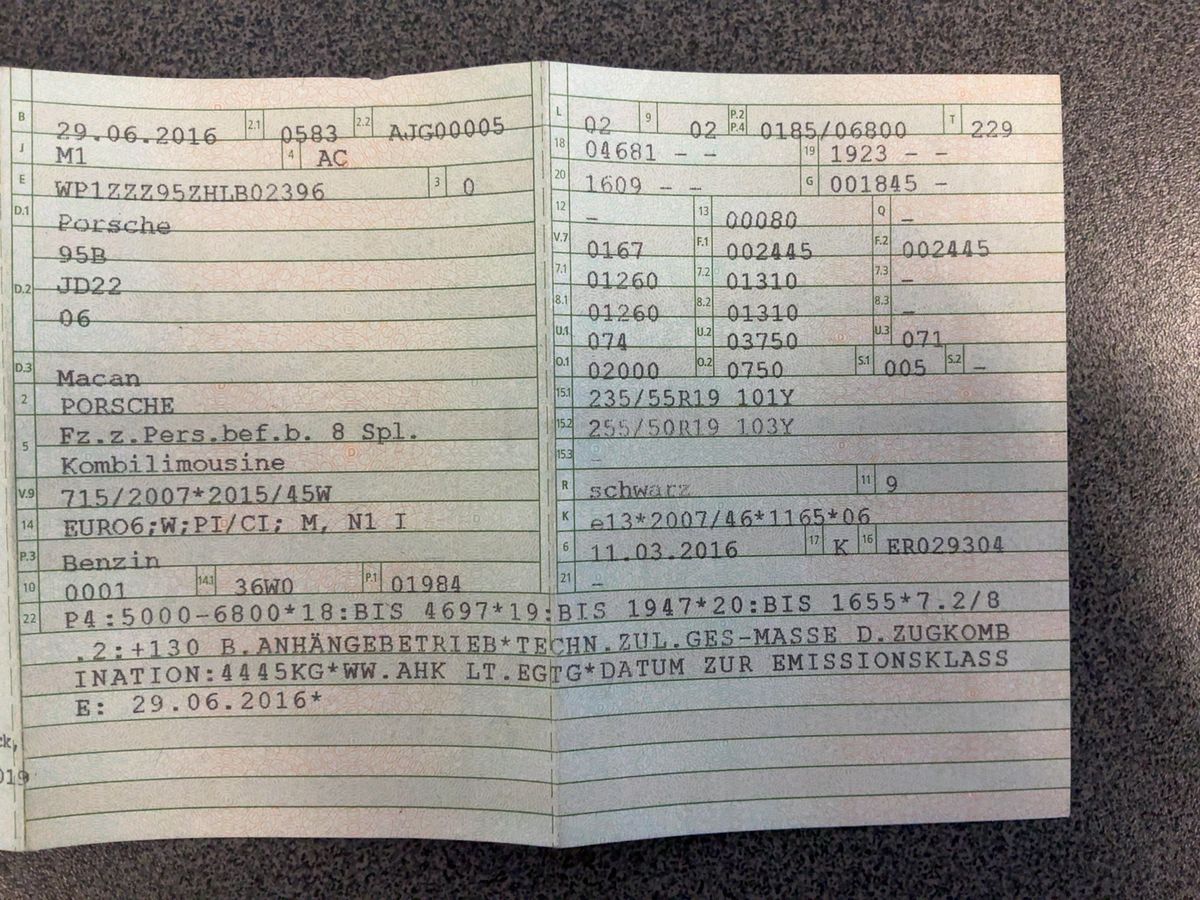 B 29.06.2016 2.1 0583 2.2 AJG00005
J M1 4 AC
E WP1ZZZ95ZHLB02396 3 0
D.1 Porsche
D.2 95B
JD22
06
D.3 Macan
2 PORSCHE
5 Fz.z.Pers.bef.b. 8 Spl.
Kombilimousine
V.9 715/2007*2015/45W
14 EURO6;W;PI/CI; M, N1 I
P.3 Benzin
10 0001 14.1 36W0 P.1 01984
L 02 9 02 P.2 P.4 0185/06800 T 229
18 04681 - - 19 1923 - -
20 1609 - - G 001845 -
12 - 13 00080 Q -
V.7 0167 F.1 002445 F.2 002445
7.1 01260 7.2 01310 7.3 -
8.1 01260 8.2 01310 8.3 -
U.1 074 U.2 03750 U.3 071
O.1 02000 O.2 0750 S.1 005 S.2 -
15.1 235/55R19 101Y
15.2 255/50R19 103Y
15.3 -
R schwarz 11 9
K e13*2007/46*1165*06
6 11.03.2016 17 K 16 ER029304
21 -
22 P4:5000-6800*18:BIS 4697*19:BIS 1947*20:BIS 1655*7.2/8
.2:+130 B.ANHÄNGEBETRIEB*TECHN.ZUL.GES-MASSE D.ZUGKOMB
INATION:4445KG*WW.AHK LT.EGTG*DATUM ZUR EMISSIONSKLASS
E: 29.06.2016*